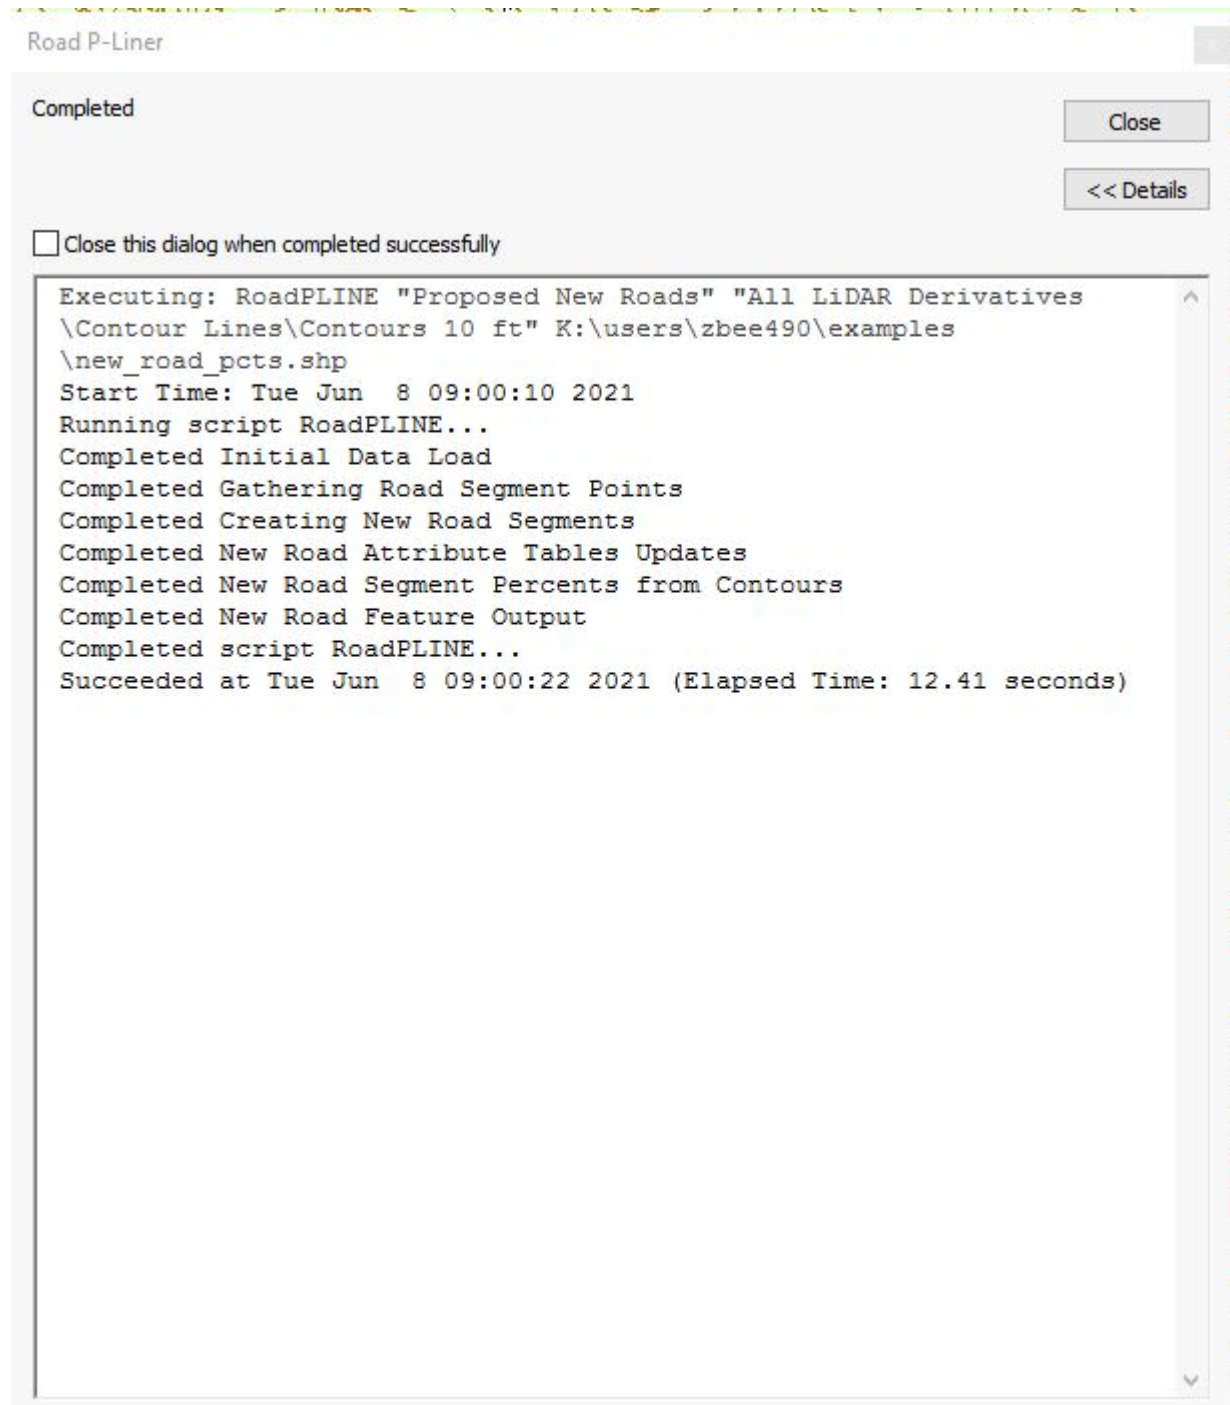 Road P-Liner
Completed
Close
<< Details
Close this dialog when completed successfully
Executing: RoadPLINE "Proposed New Roads" "All LiDAR Derivatives
\Contour Lines\Contours 10 ft" K:\users\zbee490\examples
\new_road_pcts.shp
Start Time: Tue Jun  8 09:00:10 2021
Running script RoadPLINE...
Completed Initial Data Load
Completed Gathering Road Segment Points
Completed Creating New Road Segments
Completed New Road Attribute Tables Updates
Completed New Road Segment Percents from Contours
Completed New Road Feature Output
Completed script RoadPLINE...
Succeeded at Tue Jun  8 09:00:22 2021 (Elapsed Time: 12.41 seconds)